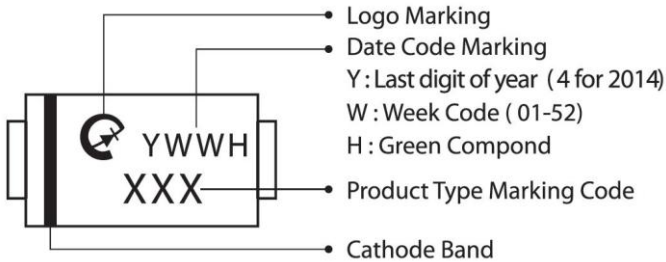 Logo Marking
Date Code Marking
Y : Last digit of year ( 4 for 2014)
W : Week Code ( 01-52)
H : Green Compond
YWWH
XXX
Product Type Marking Code
Cathode Band